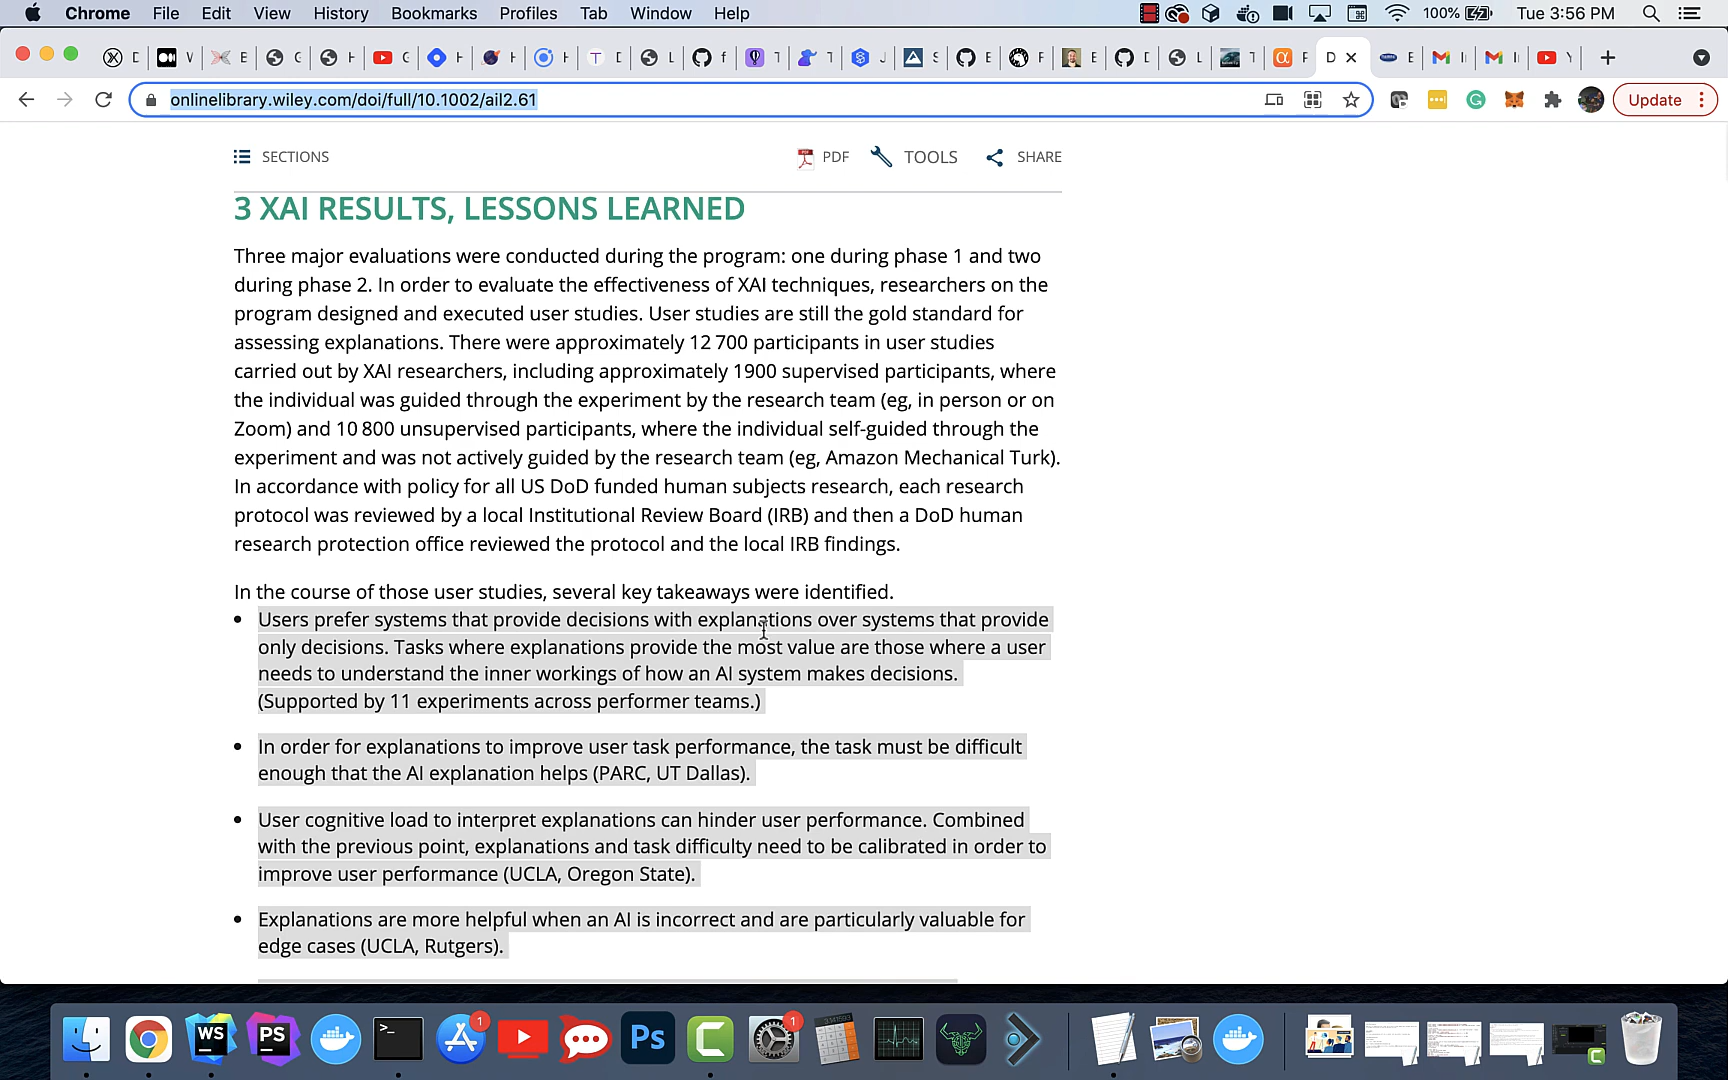 Chrome File Edit View History Bookmarks Profiles Tab Window Help 100% Tue 3:56 PM
onlinelibrary.wiley.com/doi/full/10.1002/ail2.61 Update
SECTIONS PDF TOOLS SHARE
3 XAI RESULTS, LESSONS LEARNED
Three major evaluations were conducted during the program: one during phase 1 and two
during phase 2. In order to evaluate the effectiveness of XAI techniques, researchers on the
program designed and executed user studies. User studies are still the gold standard for
assessing explanations. There were approximately 12 700 participants in user studies
carried out by XAI researchers, including approximately 1900 supervised participants, where
the individual was guided through the experiment by the research team (eg, in person or on
Zoom) and 10 800 unsupervised participants, where the individual self-guided through the
experiment and was not actively guided by the research team (eg, Amazon Mechanical Turk).
In accordance with policy for all US DoD funded human subjects research, each research
protocol was reviewed by a local Institutional Review Board (IRB) and then a DoD human
research protection office reviewed the protocol and the local IRB findings.
In the course of those user studies, several key takeaways were identified.
• Users prefer systems that provide decisions with explanations over systems that provide
only decisions. Tasks where explanations provide the most value are those where a user
needs to understand the inner workings of how an AI system makes decisions.
(Supported by 11 experiments across performer teams.)
• In order for explanations to improve user task performance, the task must be difficult
enough that the AI explanation helps (PARC, UT Dallas).
• User cognitive load to interpret explanations can hinder user performance. Combined
with the previous point, explanations and task difficulty need to be calibrated in order to
improve user performance (UCLA, Oregon State).
• Explanations are more helpful when an AI is incorrect and are particularly valuable for
edge cases (UCLA, Rutgers).
WS PS 1 Ps C 1